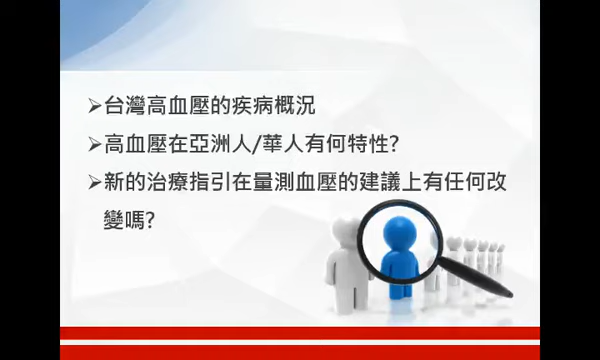 ➢台灣高血壓的疾病概況
➢高血壓在亞洲人/華人有何特性?
➢新的治療指引在量測血壓的建議上有任何改
變嗎?